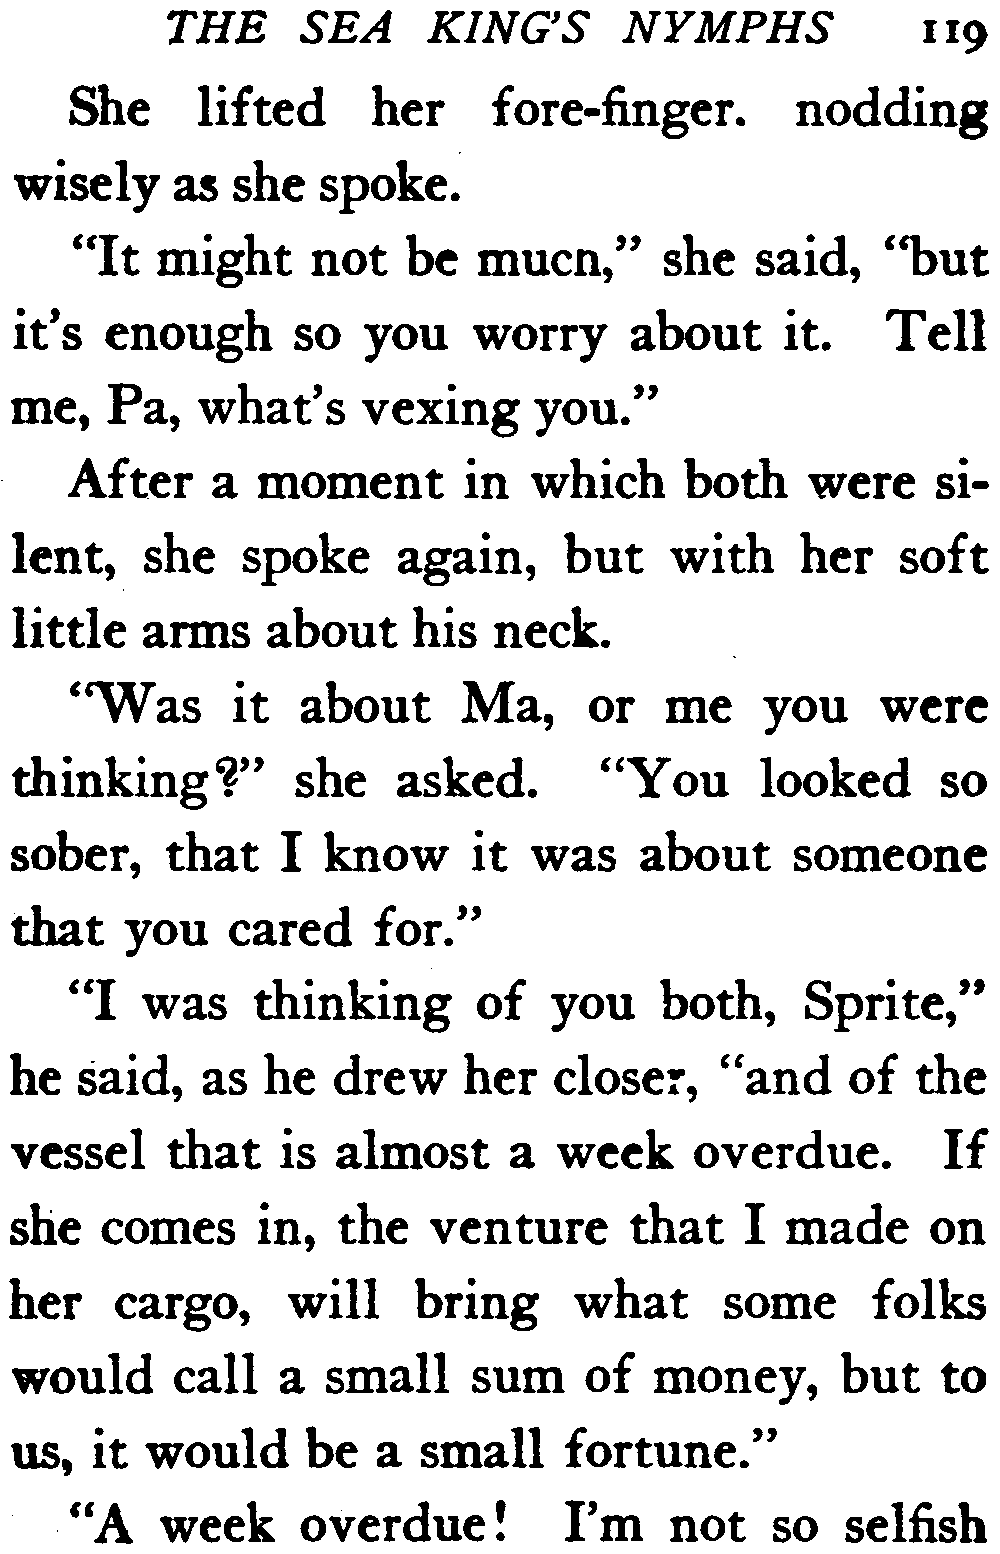 THE SEA KING'S NYMPHS 119
She lifted her fore-finger. nodding
wisely as she spoke.
"It might not be mucn," she said, "but
it's enough so you worry about it. Tell
me, Pa, what's vexing you."
After a moment in which both were si-
lent, she spoke again, but with her soft
little arms about his neck.
"Was it about Ma, or me you were
thinking?" she asked. "You looked so
sober, that I know it was about someone
that you cared for."
"I was thinking of you both, Sprite,"
he said, as he drew her closer, "and of the
vessel that is almost a week overdue. If
she comes in, the venture that I made on
her cargo, will bring what some folks
would call a small sum of money, but to
us, it would be a small fortune."
"A week overdue! I'm not so selfish